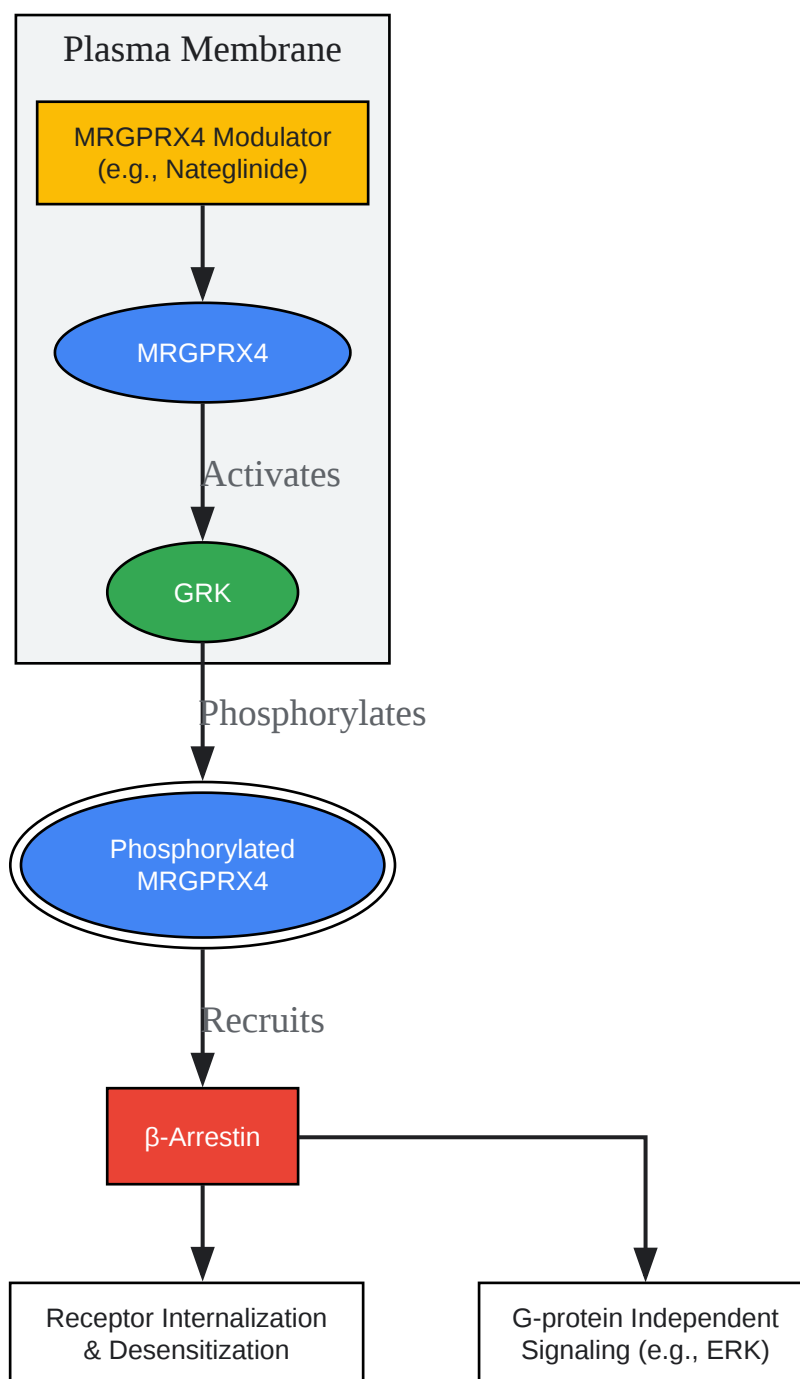 Plasma Membrane
MRGPRX4 Modulator
(e.g., Nateglinide)
MRGPRX4
Activates
GRK
Phosphorylates
Phosphorylated
MRGPRX4
Recruits
β-Arrestin
Receptor Internalization
& Desensitization
G-protein Independent
Signaling (e.g., ERK)